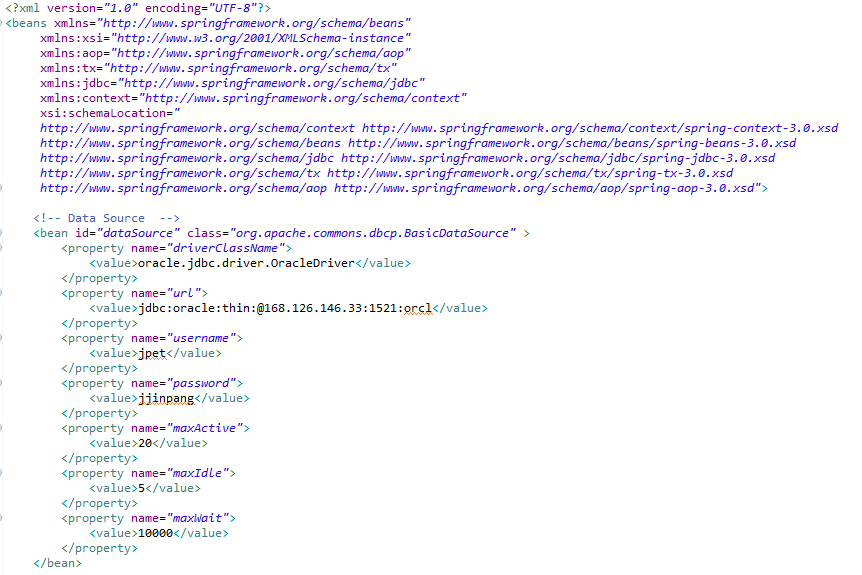 <?xml version="1.0" encoding="UTF-8"?>
<beans xmlns="http://www.springframework.org/schema/beans"
xmlns:xsi="http://www.w3.org/2001/XMLSchema-instance"
xmlns:aop="http://www.springframework.org/schema/aop"
xmlns:tx="http://www.springframework.org/schema/tx"
xmlns:jdbc="http://www.springframework.org/schema/jdbc"
xmlns:context="http://www.springframework.org/schema/context"
xsi:schemaLocation="
http://www.springframework.org/schema/context http://www.springframework.org/schema/context/spring-context-3.0.xsd
http://www.springframework.org/schema/beans http://www.springframework.org/schema/beans/spring-beans-3.0.xsd
http://www.springframework.org/schema/jdbc http://www.springframework.org/schema/jdbc/spring-jdbc-3.0.xsd
http://www.springframework.org/schema/tx http://www.springframework.org/schema/tx/spring-tx-3.0.xsd
http://www.springframework.org/schema/aop http://www.springframework.org/schema/aop/spring-aop-3.0.xsd">
<!-- Data Source  -->
<bean id="dataSource" class="org.apache.commons.dbcp.BasicDataSource" >
<property name="driverClassName">
<value>oracle.jdbc.driver.OracleDriver</value>
</property>
<property name="url">
<value>jdbc:oracle:thin:@168.126.146.33:1521:orcl</value>
</property>
<property name="username">
<value>jpet</value>
</property>
<property name="password">
<value>jjinpang</value>
</property>
<property name="maxActive">
<value>20</value>
</property>
<property name="maxIdle">
<value>5</value>
</property>
<property name="maxWait">
<value>10000</value>
</property>
</bean>